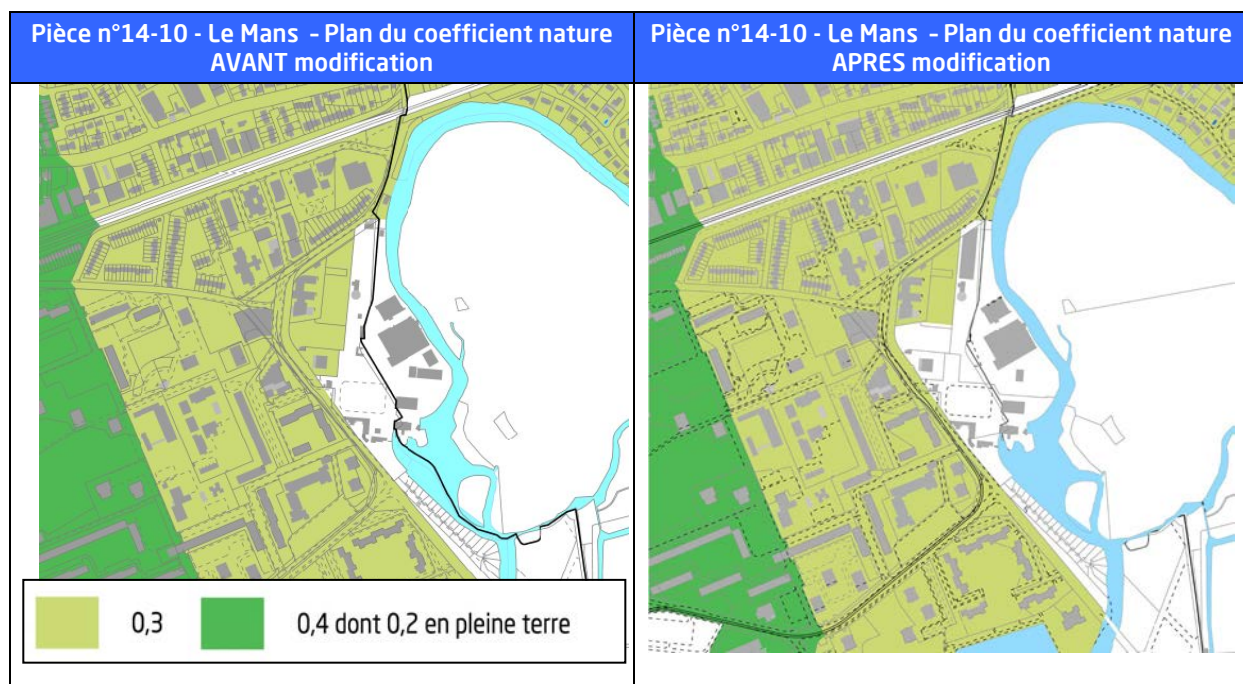 Pièce n°14-10 - Le Mans - Plan du coefficient nature
AVANT modification
Pièce n°14-10 - Le Mans - Plan du coefficient nature
APRES modification
0,3
0,4 dont 0,2 en pleine terre